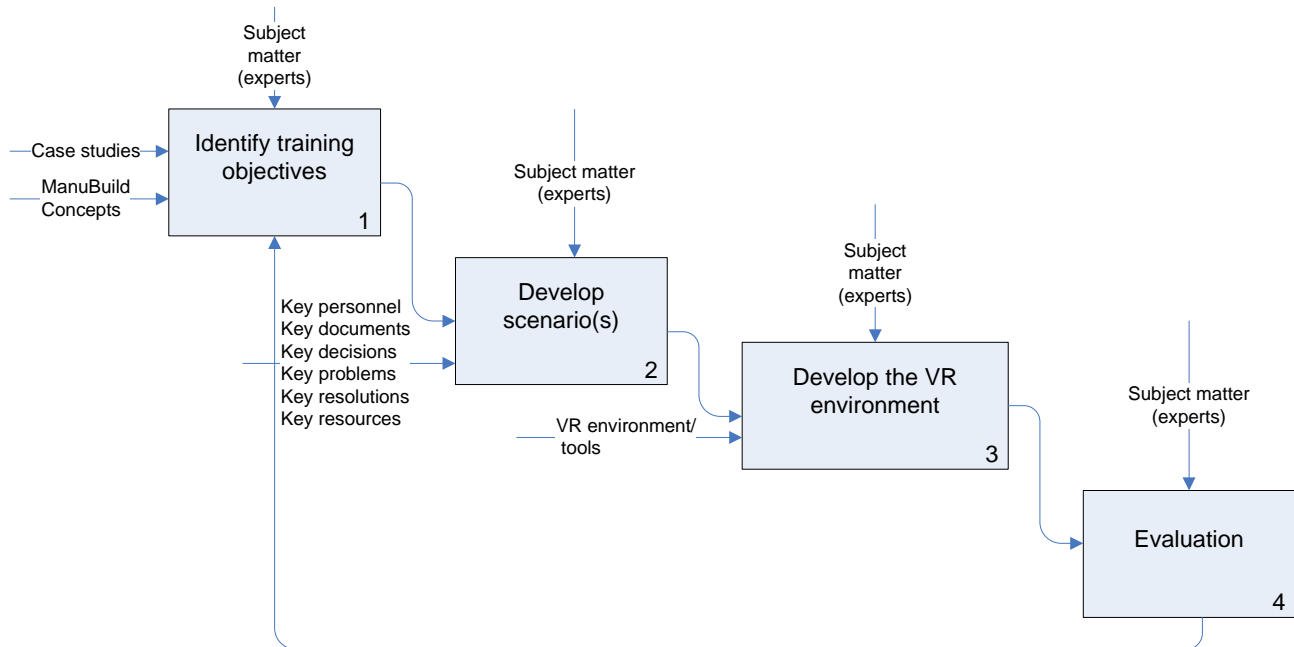 Subject
matter
(experts)
Case studies
ManuBuild
Concepts
Identify training
objectives
1
Subject matter
(experts)
Key personnel
Key documents
Key decisions
Key problems
Key resolutions
Key resources
Develop
scenario(s)
2
Subject
matter
(experts)
VR environment/
tools
Develop the VR
environment
3
Subject matter
(experts)
Evaluation
4